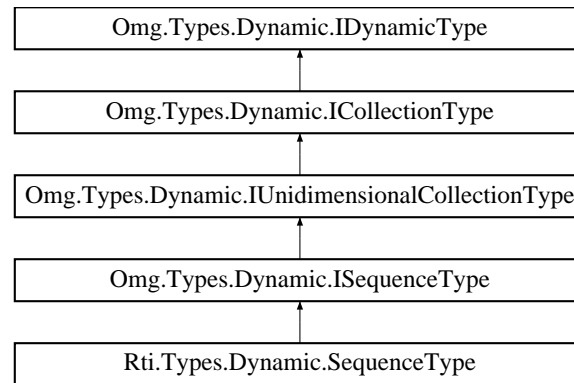 Omg.Types.Dynamic.IDynamicType
Omg.Types.Dynamic.ICollectionType
Omg.Types.Dynamic.IUnidimensionalCollectionType
Omg.Types.Dynamic.ISequenceType
Rti.Types.Dynamic.SequenceType